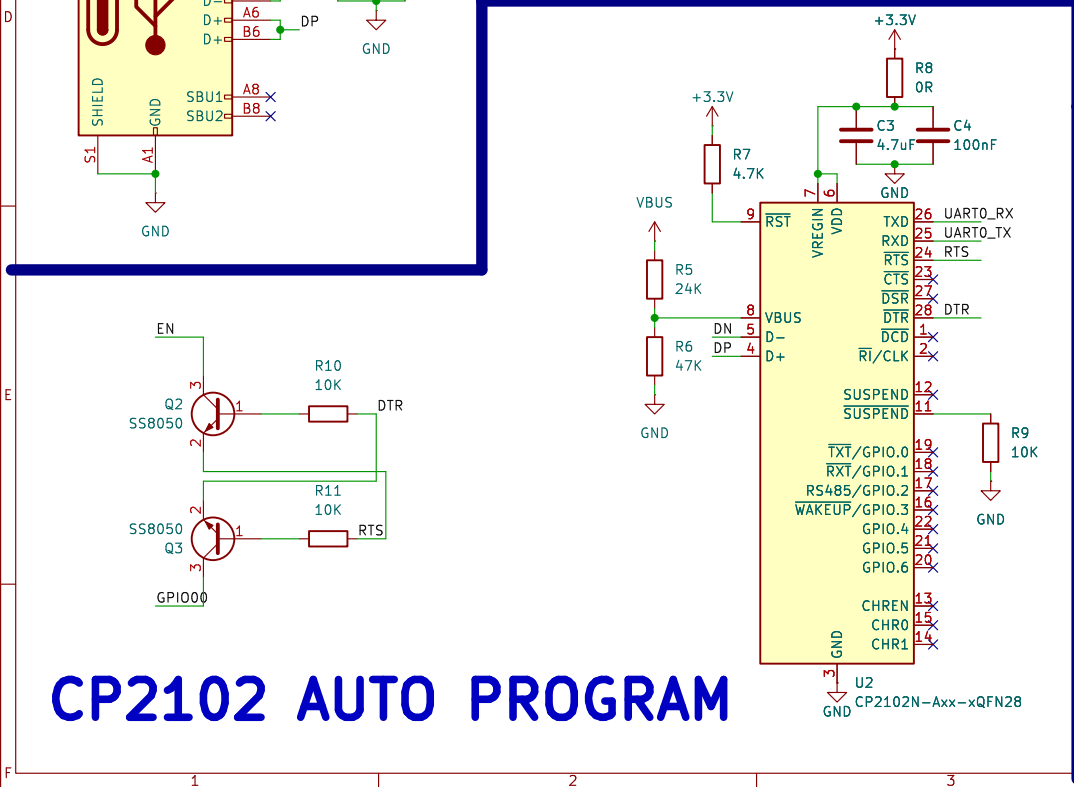 D
D-
D+ A6
DP
D+ B6
GND
SHIELD
GND
SBU1 A8
SBU2 B8
S1
A1
GND
+3.3V
R8
0R
C3
4.7uF
C4
100nF
GND
+3.3V
R7
4.7K
VBUS
R5
24K
R6
47K
GND
7
6
VREGIN
VDD
9 RST
8 VBUS
DN 5 D-
DP 4 D+
TXD 26 UART0_RX
RXD 25 UART0_TX
RTS 24 RTS
CTS 23
DSR 27
DTR 28 DTR
DCD 1
RI/CLK 2
SUSPEND 12
SUSPEND 11
R9
10K
GND
TXT/GPIO.0 19
RXT/GPIO.1 18
RS485/GPIO.2 17
WAKEUP/GPIO.3 16
GPIO.4 22
GPIO.5 21
GPIO.6 20
CHREN 13
CHR0 15
CHR1 14
GND
3
GND
U2
CP2102N-Axx-xQFN28
E
EN
3
Q2
SS8050
1
2
R10
10K
DTR
2
SS8050
Q3
1
3
R11
10K
RTS
GPIO00
CP2102 AUTO PROGRAM
F
1
2
3